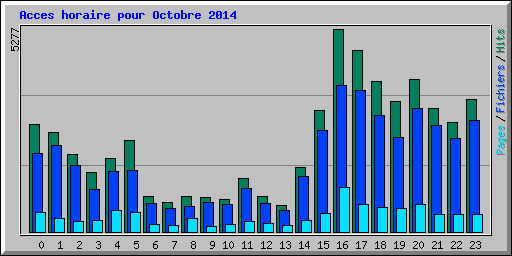 Acces horaire pour Octobre 2014
5277
Pages / Fichiers / Hits
0 1 2 3 4 5 6 7 8 9 10 11 12 13 14 15 16 17 18 19 20 21 22 23